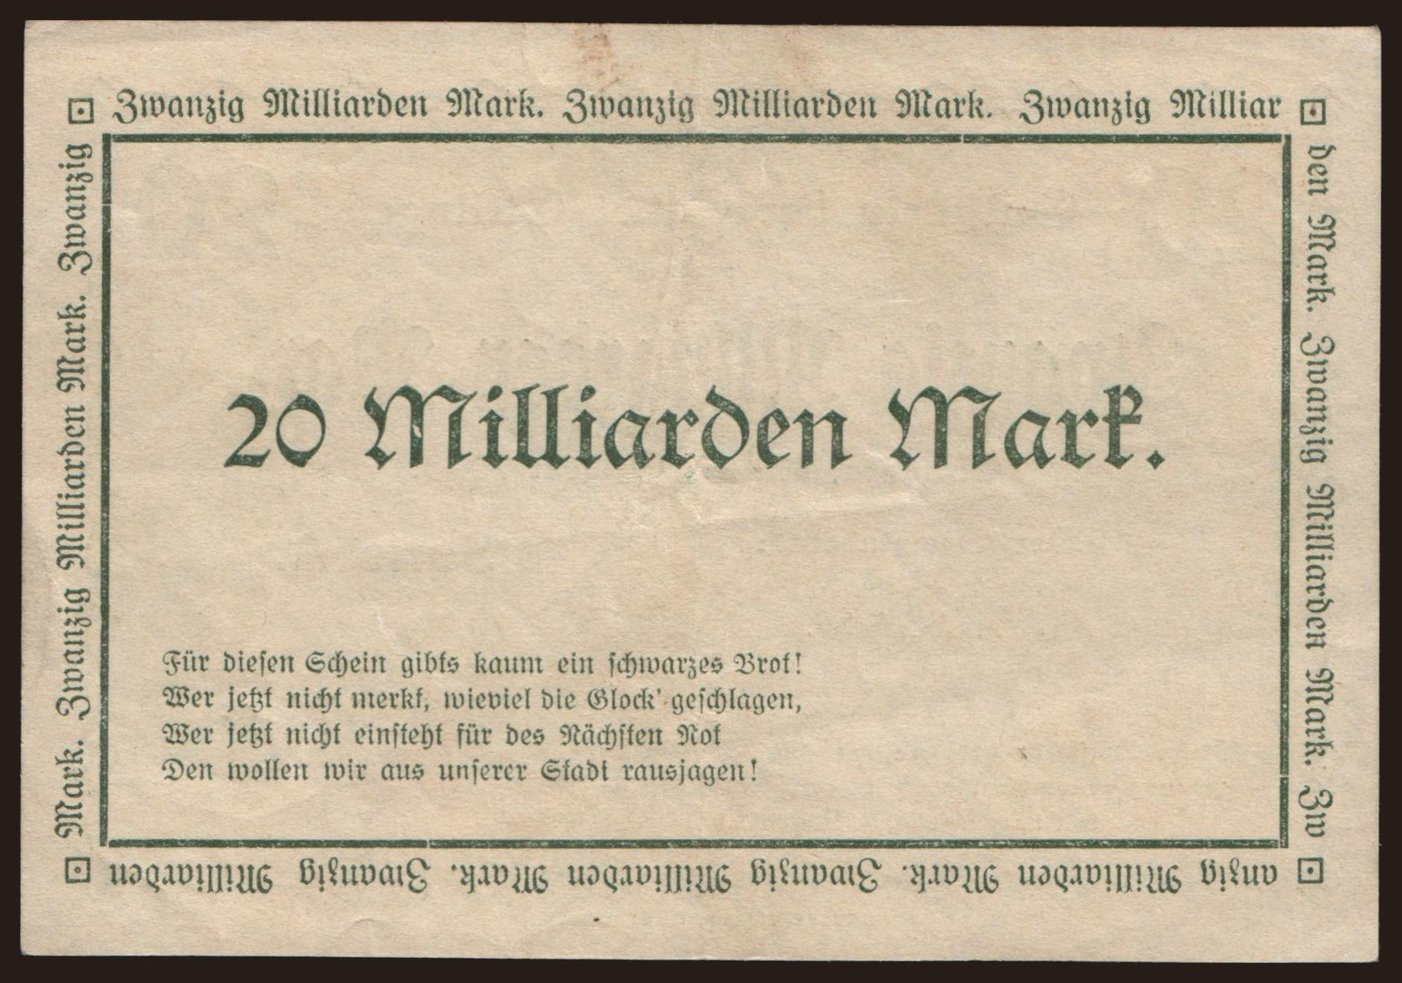 Zwanzig Milliarden Mark. Zwanzig Milliarden Mark. Zwanzig Milliar
den Mark. Zwanzig Milliarden Mark. Zw
anzig Milliarden Mark. Zwanzig Milliarden Mark. Zwanzig Milliarden
Mark. Zwanzig Milliarden Mark. Zwanzig
20 Milliarden Mark.
Für diesen Schein gibts kaum ein schwarzes Brot!
Wer jetzt nicht merkt, wieviel die Glock' geschlagen,
Wer jetzt nicht einsteht für des Nächsten Not
Den wollen wir aus unserer Stadt rausjagen!